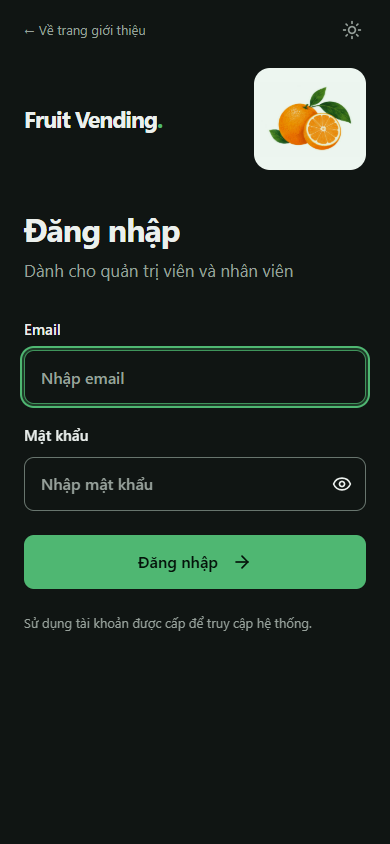 ← Về trang giới thiệu
Fruit Vending.
Đăng nhập
Dành cho quản trị viên và nhân viên
Email
Nhập email
Mật khẩu
Nhập mật khẩu
Đăng nhập →
Sử dụng tài khoản được cấp để truy cập hệ thống.